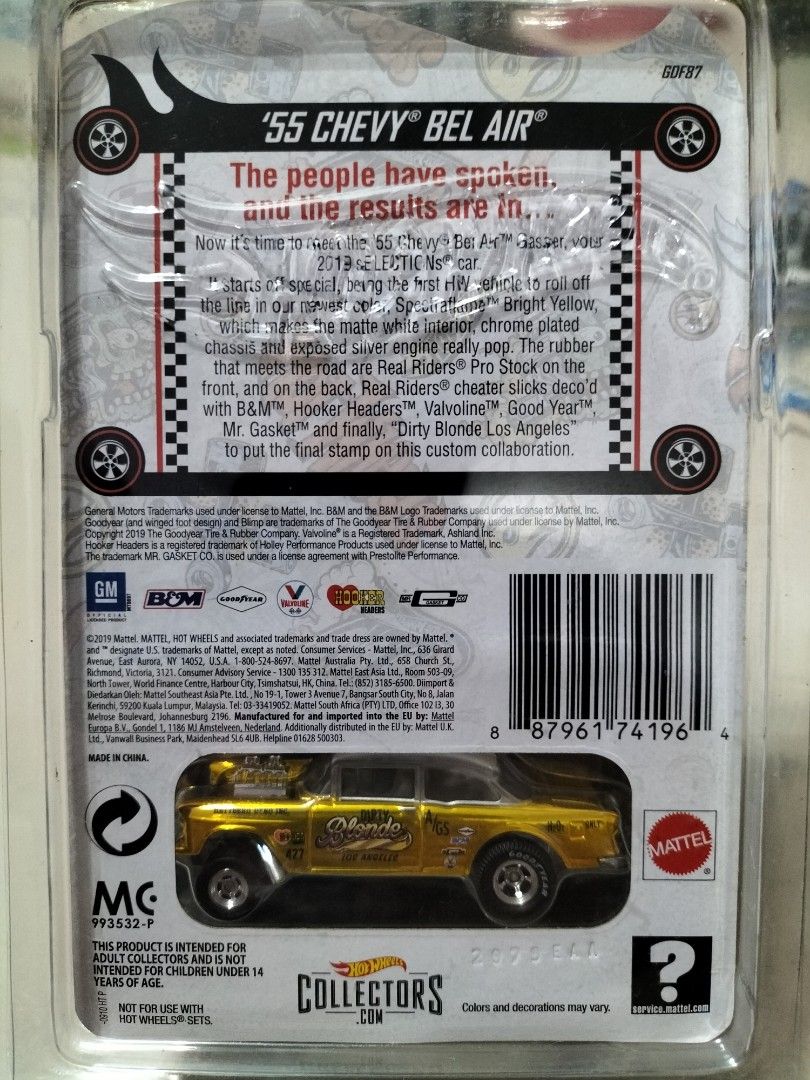 GDF87
'55 CHEVY® BEL AIR®
The people have spoken,
and the results are in...
Now it's time to meet the '55 Chevy® Bel Air™ Gasser, your
2019 sELECTIONs® car.
It starts off special, being the first HW vehicle to roll off
the line in our newest color, Spectraflame™ Bright Yellow,
which makes the matte white interior, chrome plated
chassis and exposed silver engine really pop. The rubber
that meets the road are Real Riders® Pro Stock on the
front, and on the back, Real Riders® cheater slicks deco'd
with B&M™, Hooker Headers™, Valvoline™, Good Year™,
Mr. Gasket™ and finally, "Dirty Blonde Los Angeles"
to put the final stamp on this custom collaboration.
General Motors Trademarks used under license to Mattel, Inc. B&M and the B&M Logo Trademarks used under license to Mattel, Inc.
Goodyear (and winged foot design) and Blimp are trademarks of The Goodyear Tire & Rubber Company used under license by Mattel, Inc.
Copyright 2019 The Goodyear Tire & Rubber Company. Valvoline® is a Registered Trademark, Ashland Inc.
Hooker Headers is a registered trademark of Holley Performance Products used under license to Mattel, Inc.
The trademark MR. GASKET CO. is used under a license agreement with Prestolite Performance.
GM
OFFICIAL
LICENSED PRODUCT
B&M
GOODYEAR
VALVOLINE
HOOKER
HEADERS
MR. GASKET CO
©2019 Mattel. MATTEL, HOT WHEELS and associated trademarks and trade dress are owned by Mattel. ®
and ™ designate U.S. trademarks of Mattel, except as noted. Consumer Services - Mattel, Inc., 636 Girard
Avenue, East Aurora, NY 14052, U.S.A. 1-800-524-8697. Mattel Australia Pty. Ltd., 658 Church St.,
Richmond, Victoria, 3121. Consumer Advisory Service - 1300 135 312. Mattel East Asia Ltd., Room 503-09,
North Tower, World Finance Centre, Harbour City, Tsimshatsui, HK, China. Tel.: (852) 3185-6500. Diimport &
Diedarkan Oleh: Mattel Southeast Asia Pte. Ltd., No 19-1, Tower 3 Avenue 7, Bangsar South City, No 8, Jalan
Kerinchi, 59200 Kuala Lumpur, Malaysia. Tel: 03-33419052. Mattel South Africa (PTY) LTD, Office 102 I3, 30
Melrose Boulevard, Johannesburg 2196. Manufactured for and imported into the EU by: Mattel
Europa B.V., Gondel 1, 1186 MJ Amstelveen, Nederland. Additionally distributed in the EU by: Mattel U.K.
Ltd., Vanwall Business Park, Maidenhead SL6 4UB. Helpline 01628 500303.
8 87961 74196 4
MADE IN CHINA.
DIRTY
Blonde
LOS ANGELES
A/GS
427
GOODYEAR
MATTEL
®
MC
993532-P
THIS PRODUCT IS INTENDED FOR
ADULT COLLECTORS AND IS NOT
INTENDED FOR CHILDREN UNDER 14
YEARS OF AGE.
-0910 HT P
NOT FOR USE WITH
HOT WHEELS® SETS.
HOT WHEELS
COLLECTORS
.COM
Colors and decorations may vary.
?
service.mattel.com